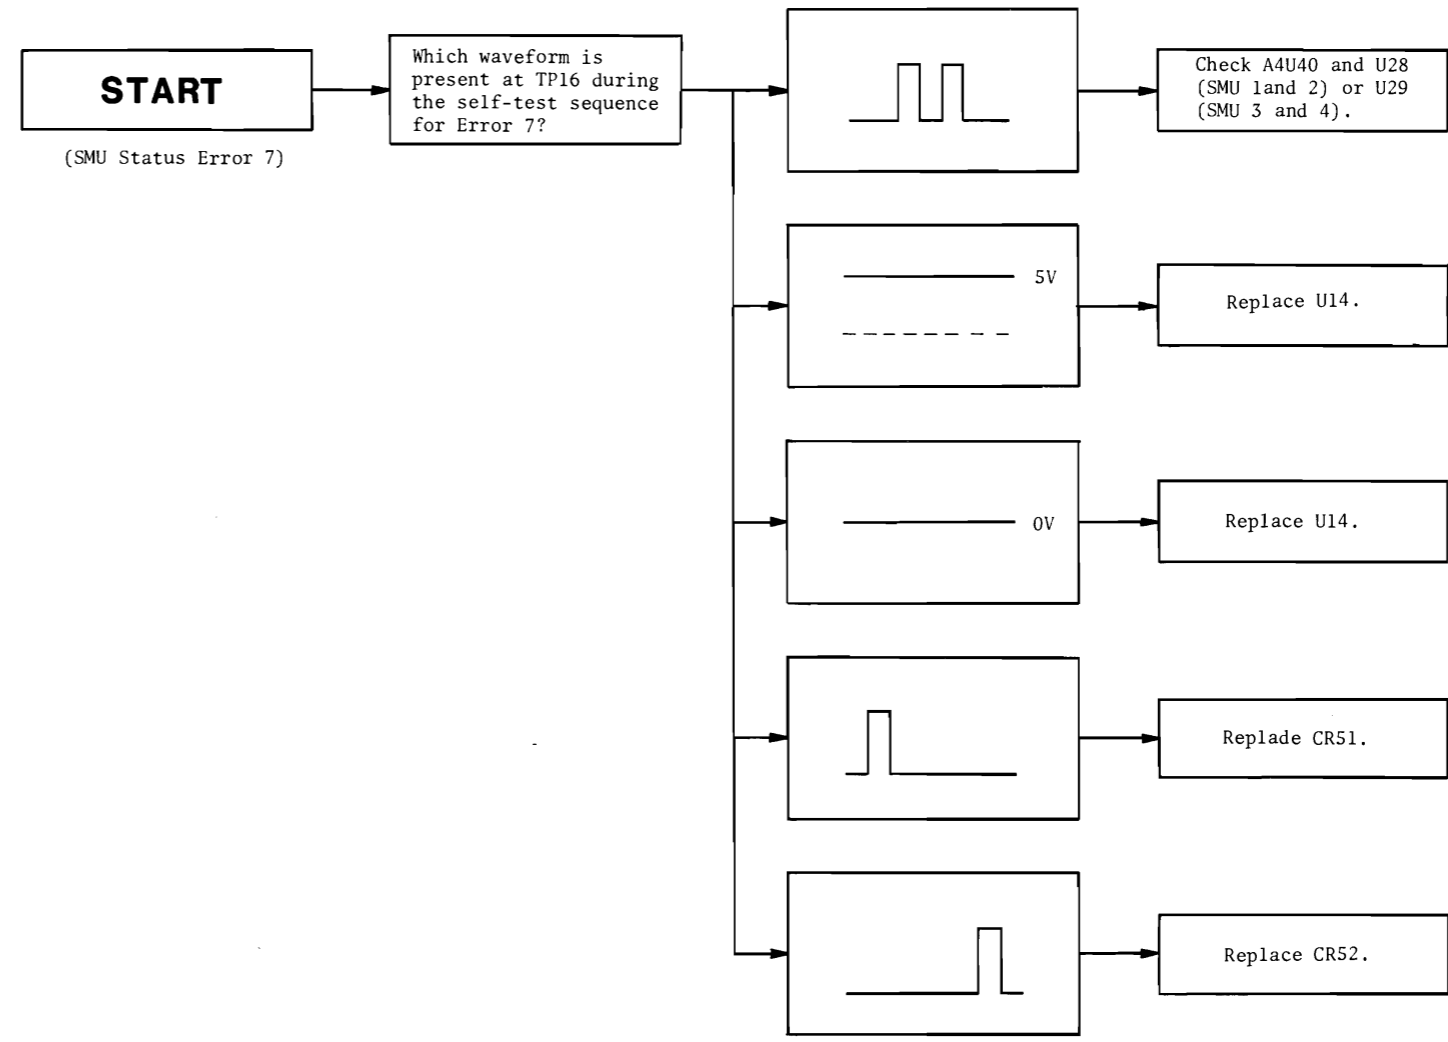 START
(SMU Status Error 7)
Which waveform is
present at TP16 during
the self-test sequence
for Error 7?
Check A4U40 and U28
(SMU 1and 2) or U29
(SMU 3 and 4).
5V
Replace U14.
0V
Replace U14.
Replade CR51.
Replace CR52.